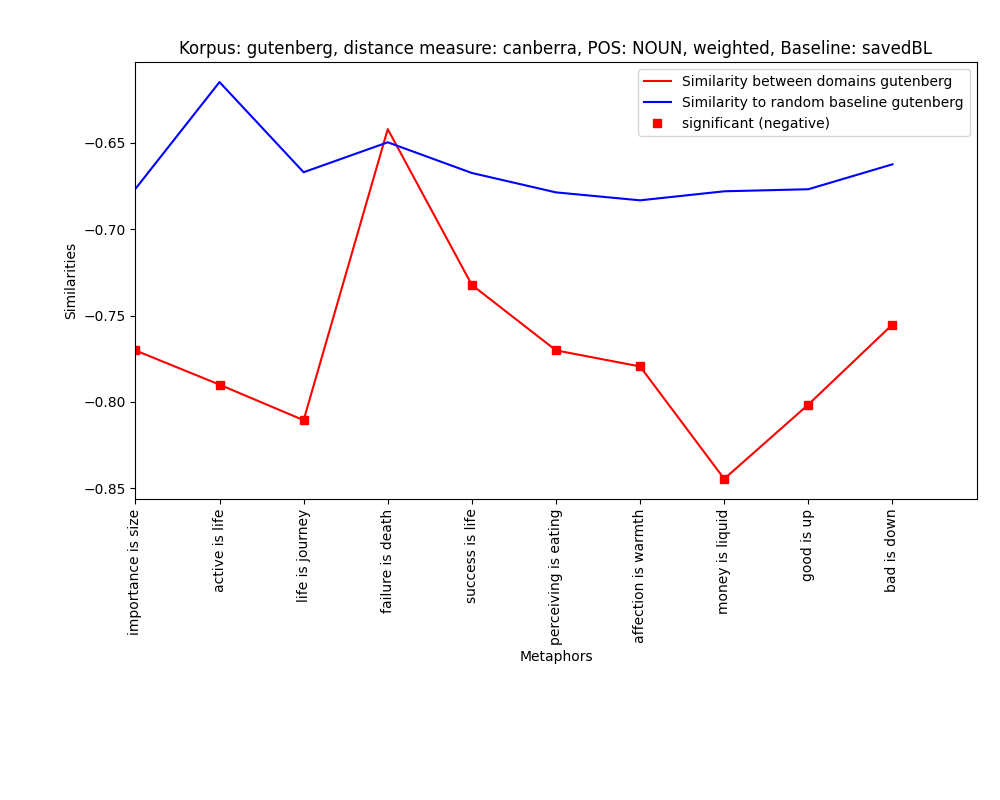 Korpus: gutenberg, distance measure: canberra, POS: NOUN, weighted, Baseline: savedBL
Similarity between domains gutenberg
Similarity to random baseline gutenberg
significant (negative)
Similarities
−0.65
−0.70
−0.75
−0.80
−0.85
importance is size
active is life
life is journey
failure is death
success is life
perceiving is eating
affection is warmth
money is liquid
good is up
bad is down
Metaphors